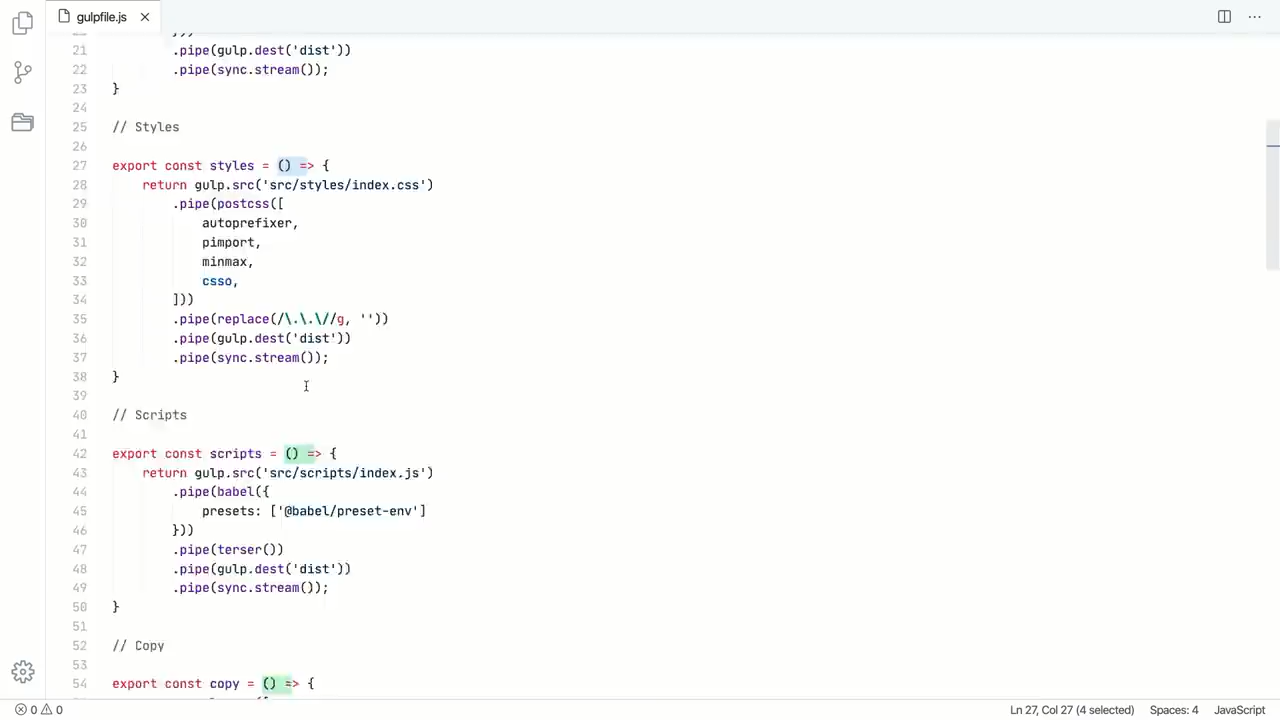 gulpfile.js
21 .pipe(gulp.dest('dist'))
22 .pipe(sync.stream());
23 }
24
25 // Styles
26
27 export const styles = () => {
28 return gulp.src('src/styles/index.css')
29 .pipe(postcss([
30 autoprefixer,
31 pimport,
32 minmax,
33 csso,
34 ]))
35 .pipe(replace(/\.\.\//g, ''))
36 .pipe(gulp.dest('dist'))
37 .pipe(sync.stream());
38 }
39
40 // Scripts
41
42 export const scripts = () => {
43 return gulp.src('src/scripts/index.js')
44 .pipe(babel({
45 presets: ['@babel/preset-env']
46 }))
47 .pipe(terser())
48 .pipe(gulp.dest('dist'))
49 .pipe(sync.stream());
50 }
51
52 // Copy
53
54 export const copy = () => {
0 0 Ln 27, Col 27 (4 selected) Spaces: 4 JavaScript